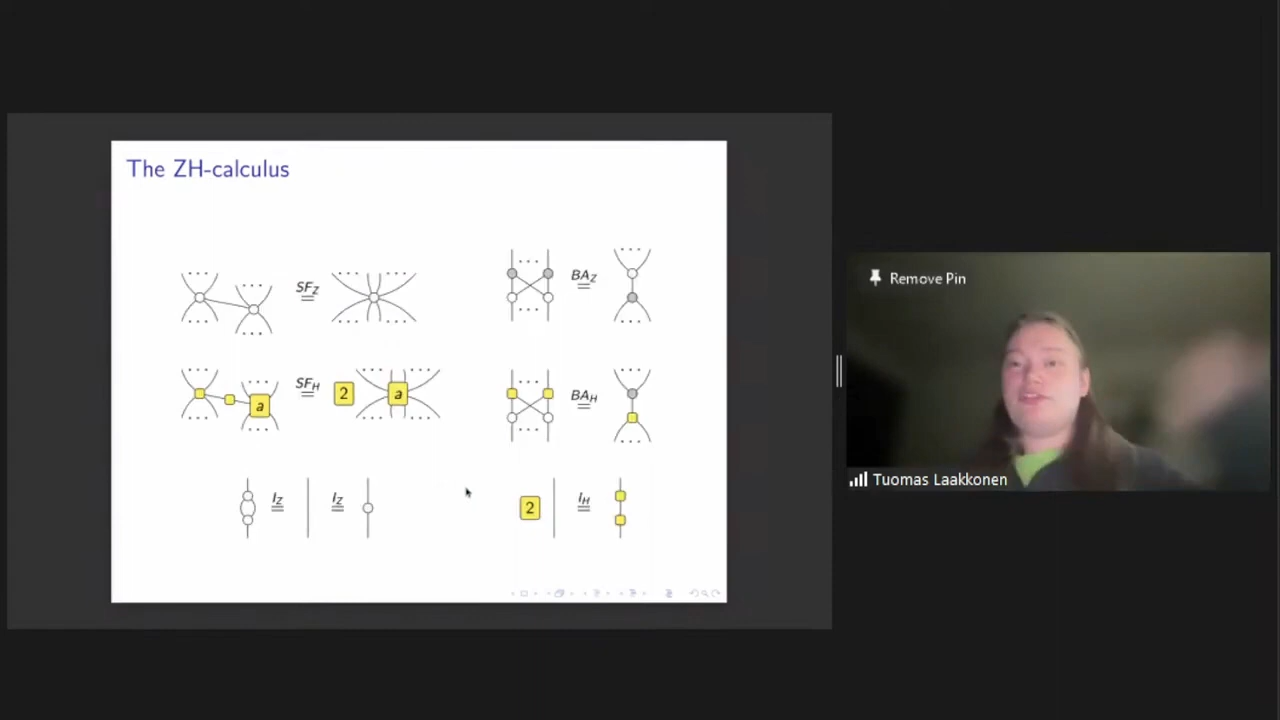 The ZH-calculus
SF_Z =
BA_Z =
a SF_H = 2 a
BA_H =
I_Z = I_Z =
2 I_H =
Remove Pin
Tuomas Laakkonen